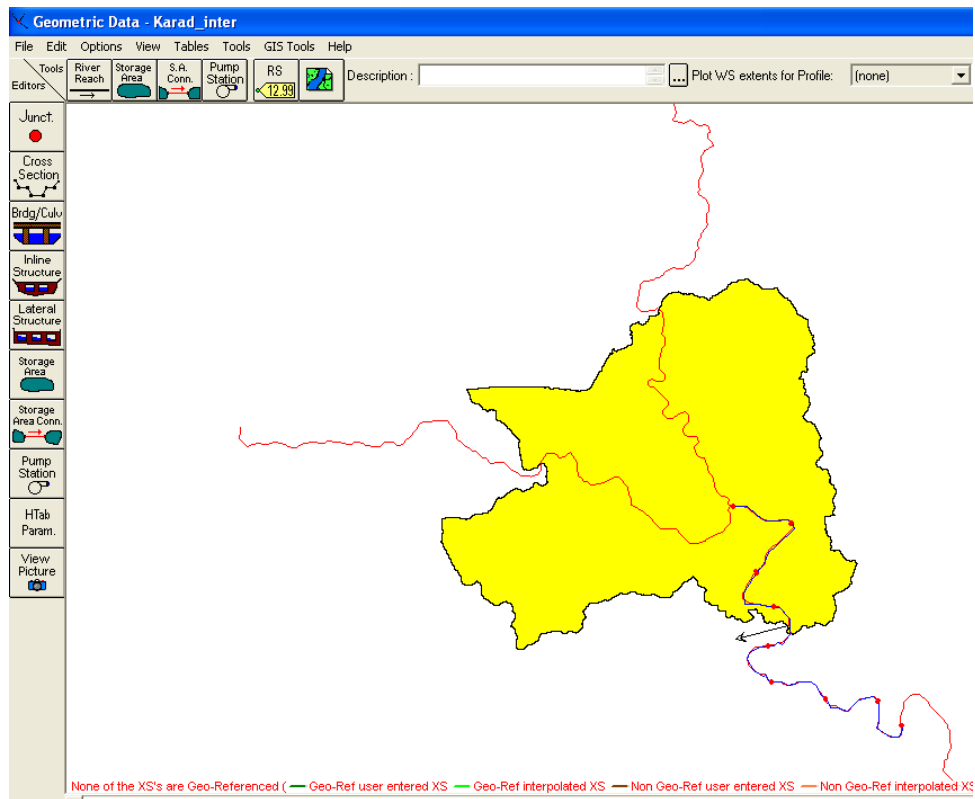 Geometric Data - Karad_inter
File Edit Options View Tables Tools GIS Tools Help
Tools
Editors
River
Reach
Storage
Area
S.A.
Conn.
Pump
Station
RS
12.99
Description :
...
Plot WS extents for Profile:
(none)
Junct.
Cross
Section
Brdg/Culv
Inline
Structure
Lateral
Structure
Storage
Area
Storage
Area Conn.
Pump
Station
HTab
Param.
View
Picture
None of the XS's are Geo-Referenced ( Geo-Ref user entered XS Geo-Ref interpolated XS Non Geo-Ref user entered XS Non Geo-Ref interpolated XS